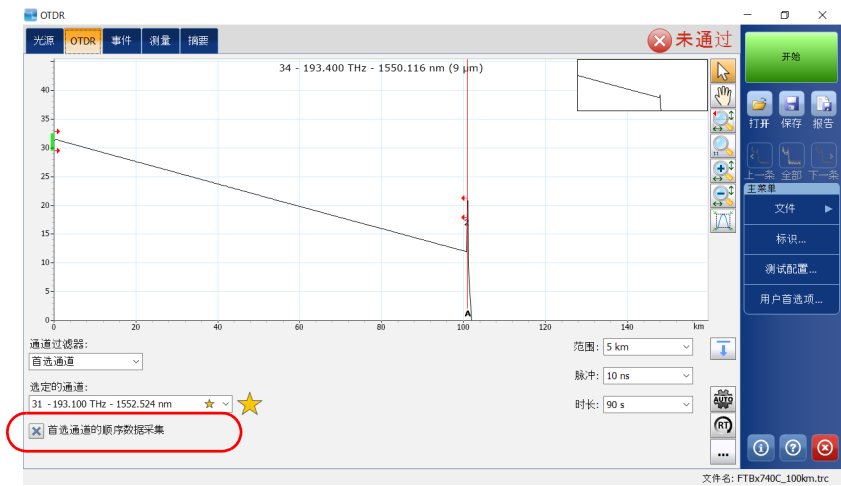 OTDR
光源 OTDR 事件 测量 摘要
未通过
34 - 193.400 THz - 1550.116 nm (9 µm)
40
35
30
25
20
15
10
5
0
0 20 40 60 80 100 120 140 km
2
A
通道过滤器:
首选通道
选定的通道:
31 - 193.100 THz - 1552.524 nm
首选通道的顺序数据采集
范围: 5 km
脉冲: 10 ns
时长: 90 s
AUTO
RT
...
开始
打开 保存 报告
上一条 全部 下一条
主菜单
文件
标识...
测试配置...
用户首选项...
文件名: FTBx740C_100km.trc